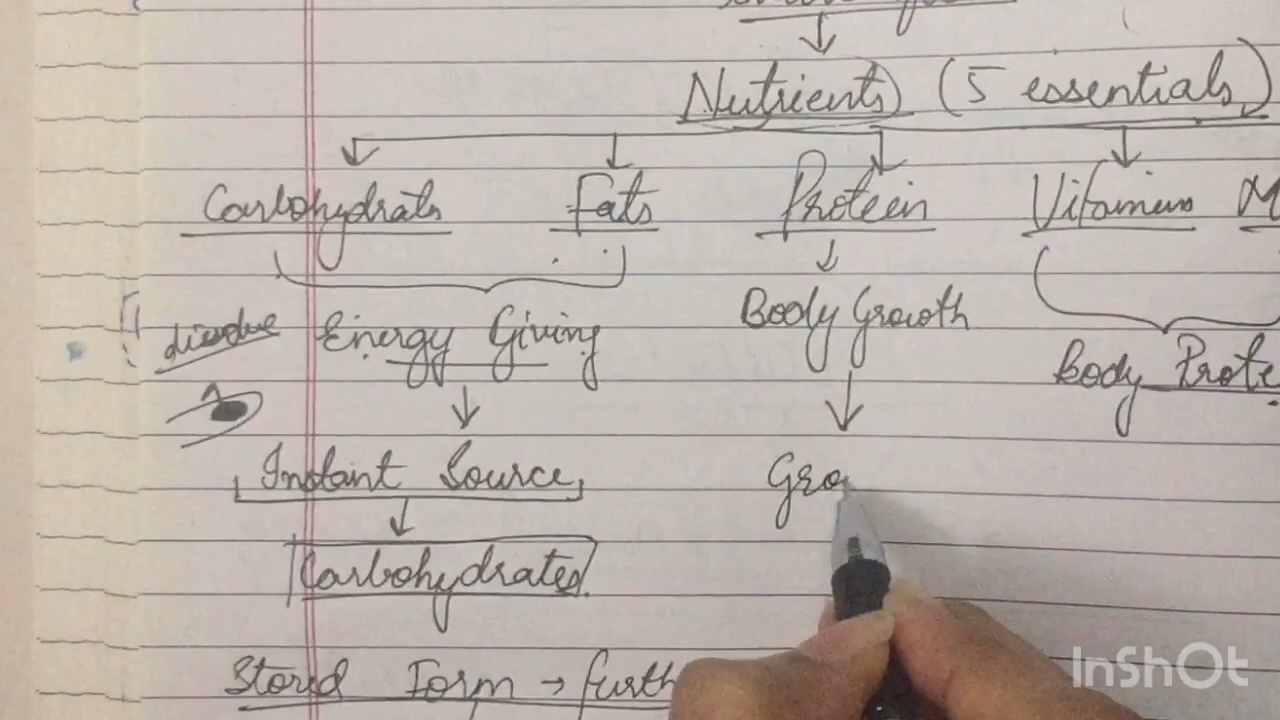 Nutrients (5 essentials)
Carbohydrats Fats Protein Vitamins M
Energy Giving Body Growth Body Prote
Instant Source Gro
Carbohydrates
Stored Form → furth
InShOt